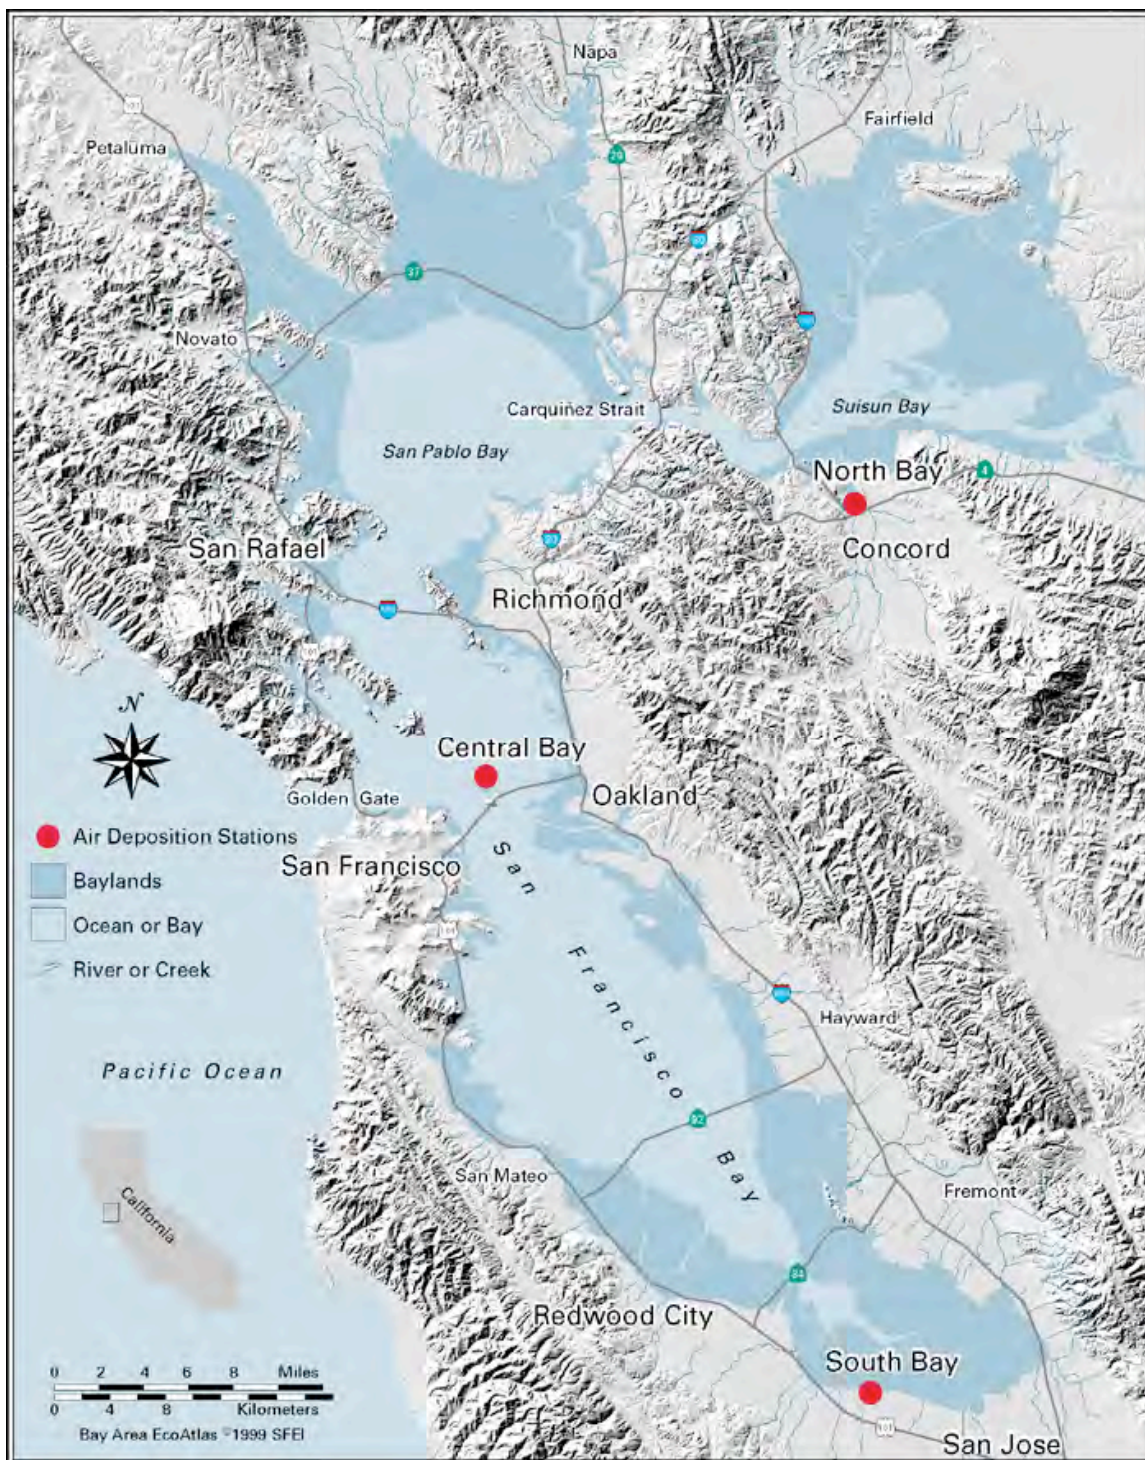 Napa
101
Fairfield
Petaluma
29
80
37
Novato
680
Carquiñez Strait
Suisun Bay
San Pablo Bay
North Bay
4
80
San Rafael
Concord
Richmond
580
101
N
Central Bay
Golden Gate
Oakland
Air Deposition Stations
San Francisco
Baylands
Ocean or Bay
101
River or Creek
San Francisco Bay
880
Hayward
Pacific Ocean
92
San Mateo
Fremont
California
84
Redwood City
South Bay
0 2 4 6 8 Miles
0 4 8 Kilometers
101
Bay Area EcoAtlas ©1999 SFEI
San Jose